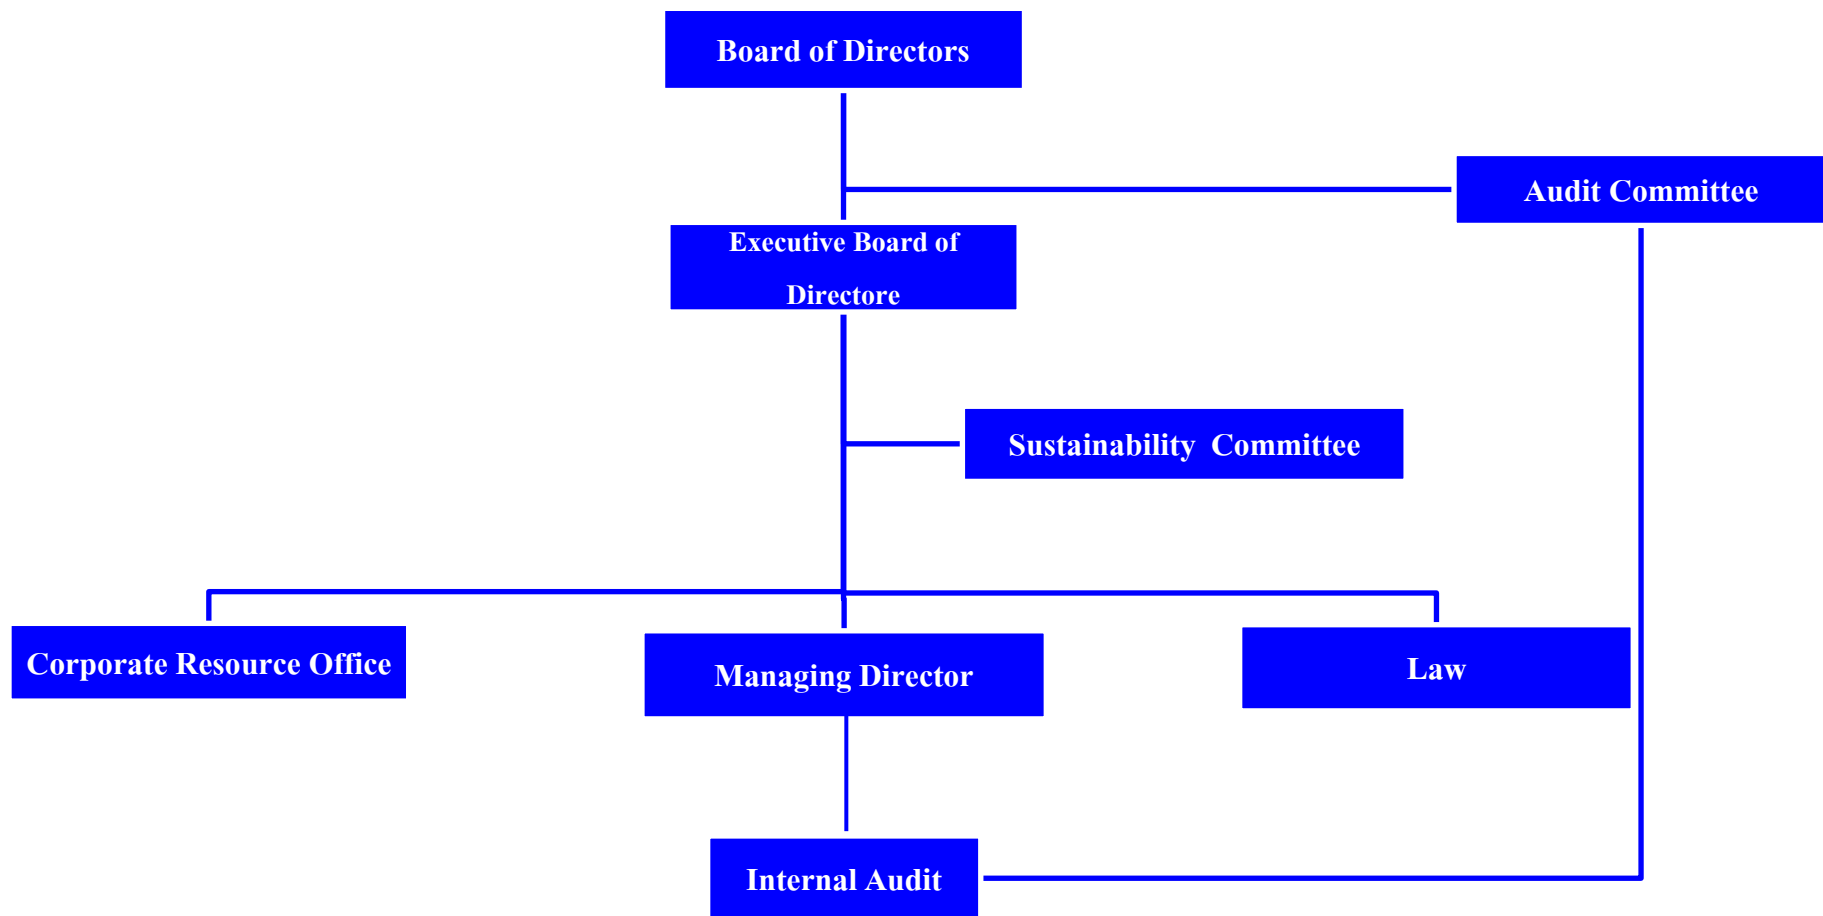 Board of Directors
Audit Committee
Executive Board of
Directore
Sustainability Committee
Corporate Resource Office
Managing Director
Law
Internal Audit